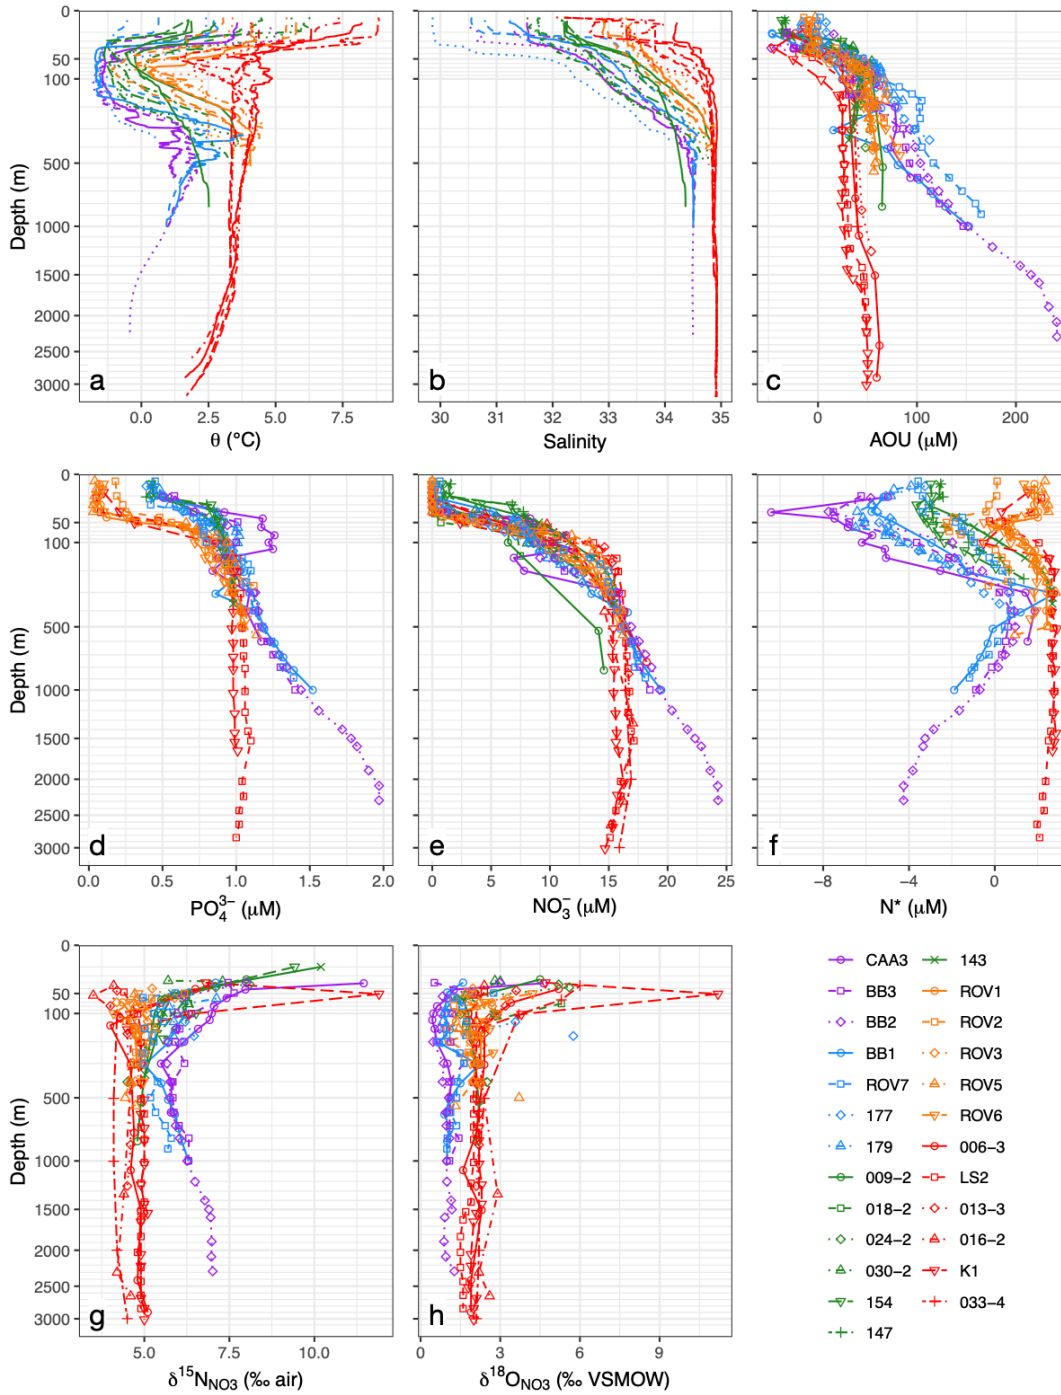 0
50
100
500
1000
1500
2000
2500
3000
Depth (m)
a
0.0 2.5 5.0 7.5
θ (°C)
b
30 31 32 33 34 35
Salinity
c
0 100 200
AOU (μM)
0
50
100
500
1000
1500
2000
2500
3000
Depth (m)
d
0.0 0.5 1.0 1.5 2.0
PO₄³⁻ (μM)
e
0 5 10 15 20 25
NO₃⁻ (μM)
f
−8 −4 0
N* (μM)
0
50
100
500
1000
1500
2000
2500
3000
Depth (m)
g
5.0 7.5 10.0
δ¹⁵N_NO3 (‰ air)
h
0 3 6 9
δ¹⁸O_NO3 (‰ VSMOW)
CAA3
BB3
BB2
BB1
ROV7
177
179
009−2
018−2
024−2
030−2
154
147
143
ROV1
ROV2
ROV3
ROV5
ROV6
006−3
LS2
013−3
016−2
K1
033−4